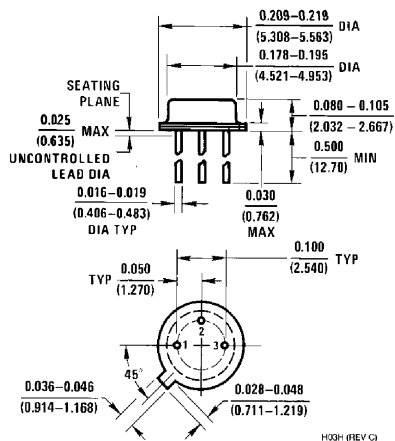 0.209–0.219 DIA
(5.308–5.563)
0.178–0.195 DIA
(4.521–4.953)
SEATING
PLANE
0.025 MAX
(0.635)
UNCONTROLLED
LEAD DIA
0.080 – 0.105
(2.032 – 2.667)
0.500 MIN
(12.70)
0.016–0.019
(0.406–0.483)
DIA TYP
0.030
(0.762)
MAX
TYP 0.050
(1.270)
0.100 TYP
(2.540)
2
1 3
45°
0.036–0.046
(0.914–1.168)
0.028–0.048
(0.711–1.219)
H03H (REV C)